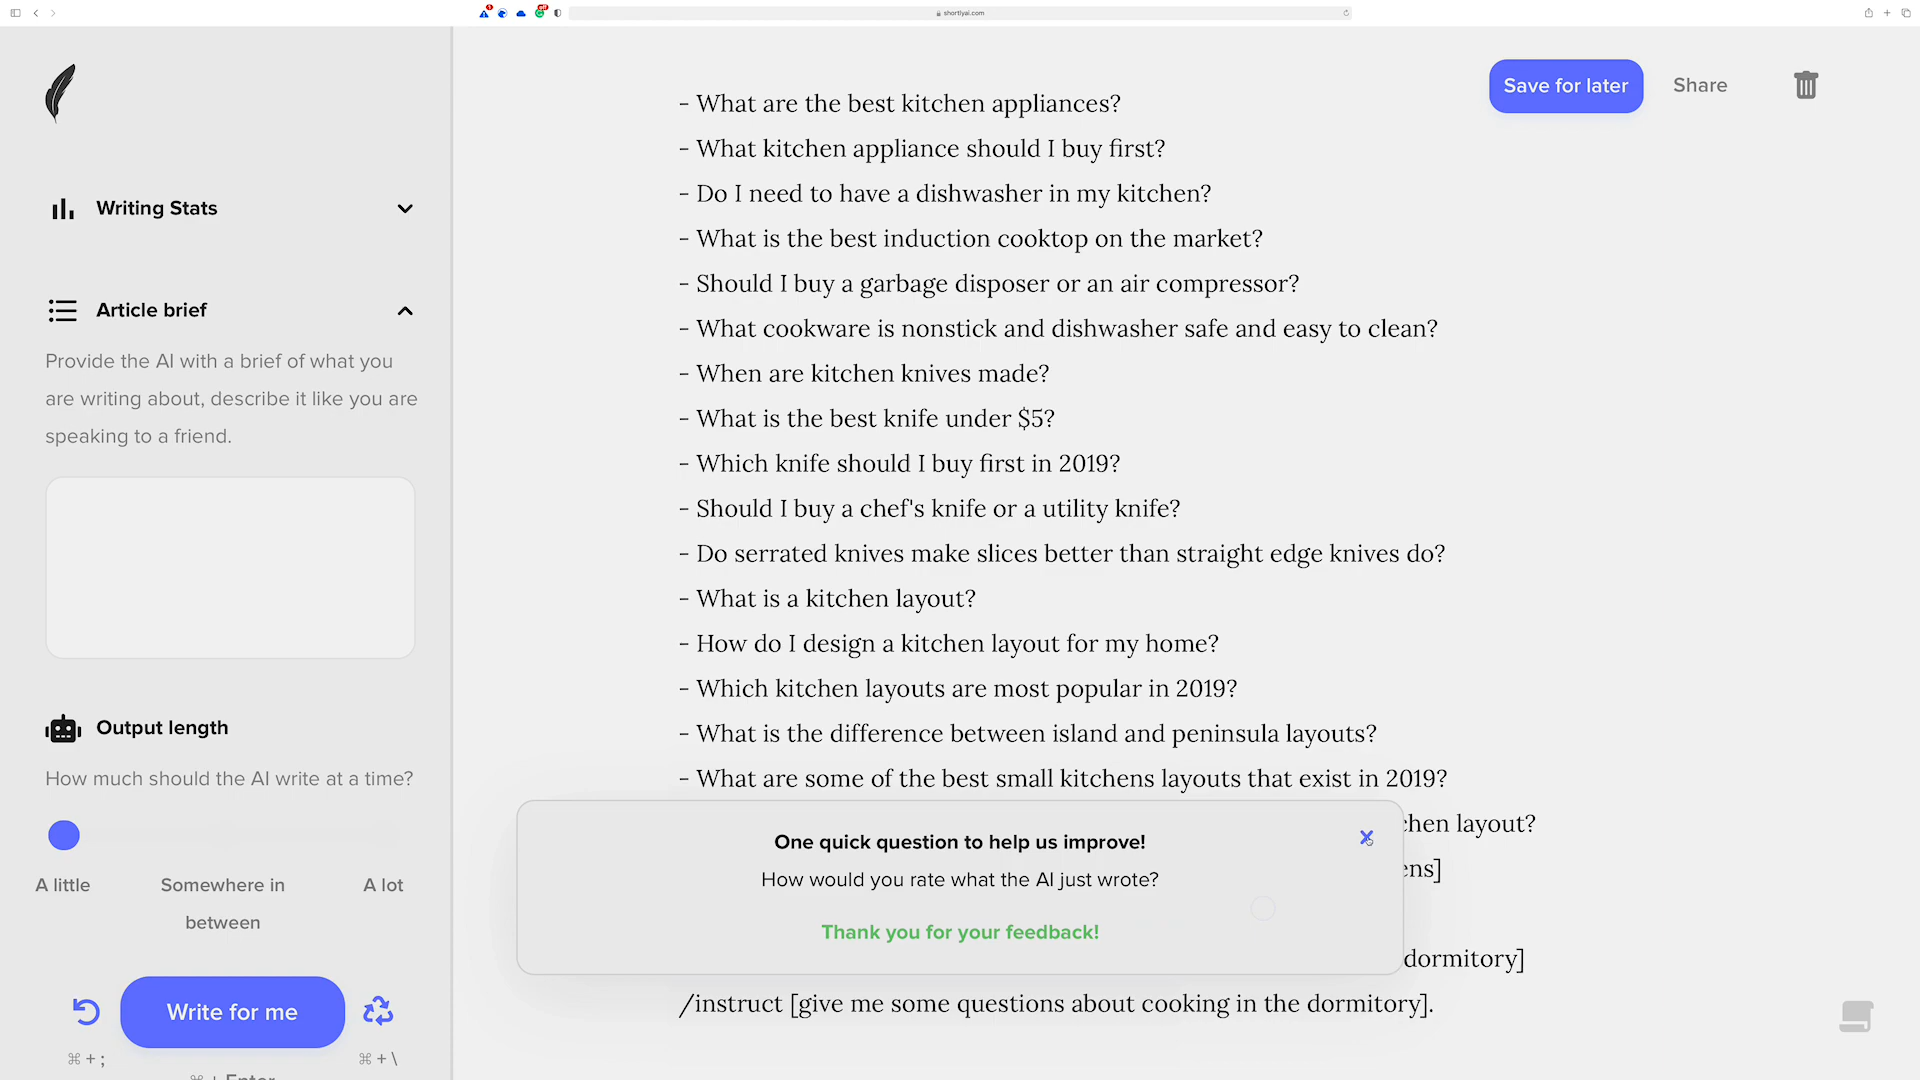 shortlyai.com
Save for later
Share
Writing Stats
Article brief
Provide the AI with a brief of what you
are writing about, describe it like you are
speaking to a friend.
Output length
How much should the AI write at a time?
A little
Somewhere in
between
A lot
Write for me
⌘ + ;
⌘ + \
⌘ + Enter
- What are the best kitchen appliances?
- What kitchen appliance should I buy first?
- Do I need to have a dishwasher in my kitchen?
- What is the best induction cooktop on the market?
- Should I buy a garbage disposer or an air compressor?
- What cookware is nonstick and dishwasher safe and easy to clean?
- When are kitchen knives made?
- What is the best knife under $5?
- Which knife should I buy first in 2019?
- Should I buy a chef's knife or a utility knife?
- Do serrated knives make slices better than straight edge knives do?
- What is a kitchen layout?
- How do I design a kitchen layout for my home?
- Which kitchen layouts are most popular in 2019?
- What is the difference between island and peninsula layouts?
- What are some of the best small kitchens layouts that exist in 2019?
chen layout?
ens]
dormitory]
/instruct [give me some questions about cooking in the dormitory].
One quick question to help us improve!
How would you rate what the AI just wrote?
Thank you for your feedback!